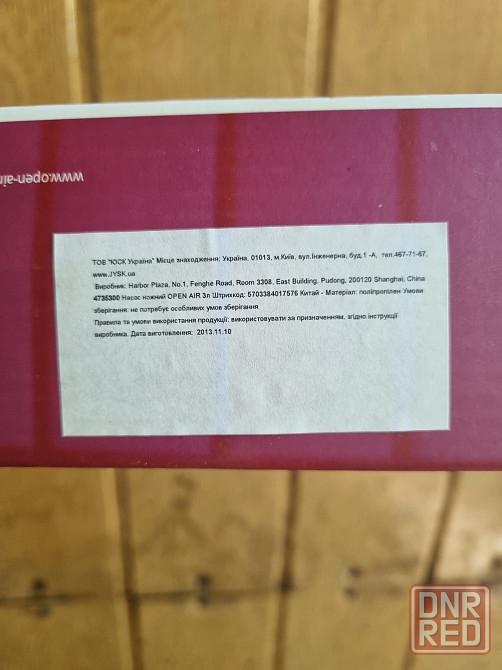 www.open-air
ТОВ "ЮСК Україна" Місце знаходження: Україна, 01013, м.Київ, вул.Інженерна, буд.1 -А, тел.467-71-67,
www.JYSK.ua
Виробник: Harbor Plaza, No.1, Fenghe Road, Room 3308, East Building, Pudong, 200120 Shanghai, China
4735300 Насос ножний OPEN AIR 3л Штрихкод: 5703384017576 Китай - Матеріал: поліпропілен Умови
зберігання: не потребує особливих умов зберігання
Правила та умови використання продукції: використовувати за призначенням, згідно інструкції
виробника. Дата виготовлення: 2013.11.10
DNR
RED